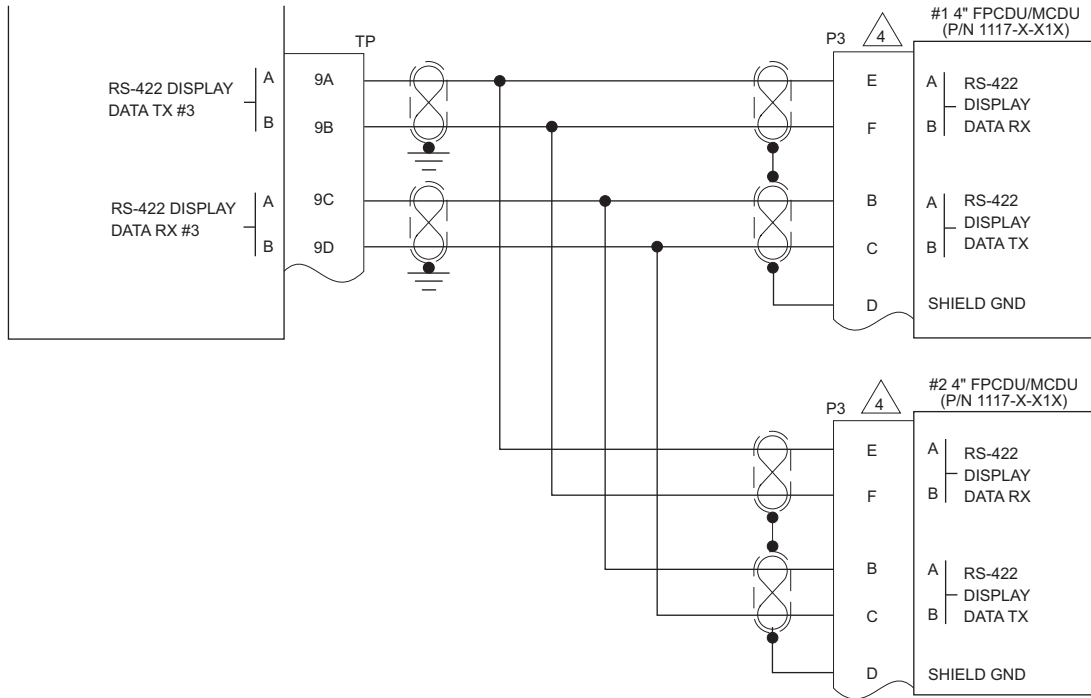 #1 4" FPCDU/MCDU
(P/N 1117-X-X1X)
TP
P3
4
RS-422 DISPLAY
DATA TX #3
A
B
9A
9B
E
F
A
B
RS-422
DISPLAY
DATA RX
RS-422 DISPLAY
DATA RX #3
A
B
9C
9D
B
C
A
B
RS-422
DISPLAY
DATA TX
D
SHIELD GND
#2 4" FPCDU/MCDU
(P/N 1117-X-X1X)
P3
4
E
F
A
B
RS-422
DISPLAY
DATA RX
B
C
A
B
RS-422
DISPLAY
DATA TX
D
SHIELD GND